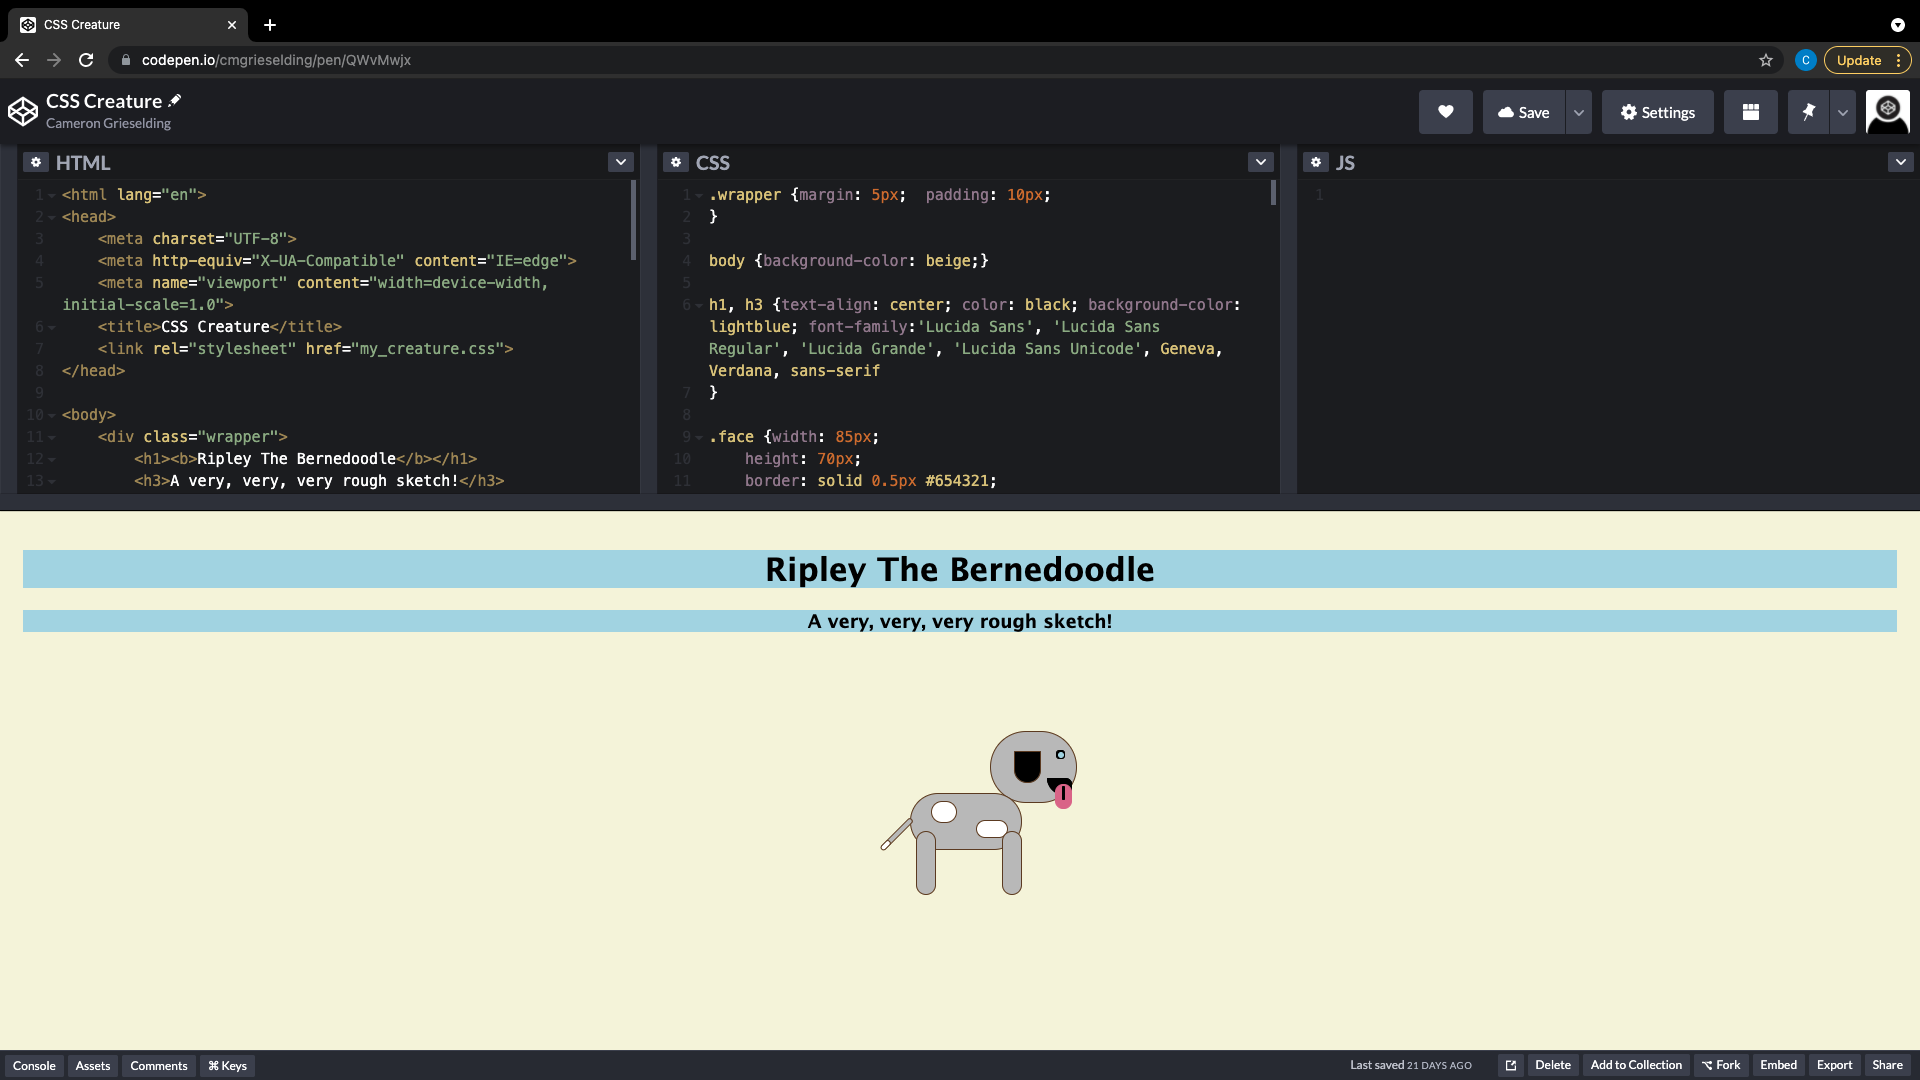 CSS Creature
codepen.io/cmgrieselding/pen/QWvMwjx
C
Update
CSS Creature
Cameron Grieselding
Save
Settings
HTML
1 <html lang="en">
2 <head>
3 <meta charset="UTF-8">
4 <meta http-equiv="X-UA-Compatible" content="IE=edge">
5 <meta name="viewport" content="width=device-width,
initial-scale=1.0">
6 <title>CSS Creature</title>
7 <link rel="stylesheet" href="my_creature.css">
8 </head>
9
10 <body>
11 <div class="wrapper">
12 <h1><b>Ripley The Bernedoodle</b></h1>
13 <h3>A very, very, very rough sketch!</h3>
CSS
1 .wrapper {margin: 5px;  padding: 10px;
2 }
3
4 body {background-color: beige;}
5
6 h1, h3 {text-align: center; color: black; background-color:
lightblue; font-family:'Lucida Sans', 'Lucida Sans
Regular', 'Lucida Grande', 'Lucida Sans Unicode', Geneva,
Verdana, sans-serif
7 }
8
9 .face {width: 85px;
10 height: 70px;
11 border: solid 0.5px #654321;
JS
1
Ripley The Bernedoodle
A very, very, very rough sketch!
Console Assets Comments ⌘ Keys Last saved 21 DAYS AGO Delete Add to Collection ⌥ Fork Embed Export Share